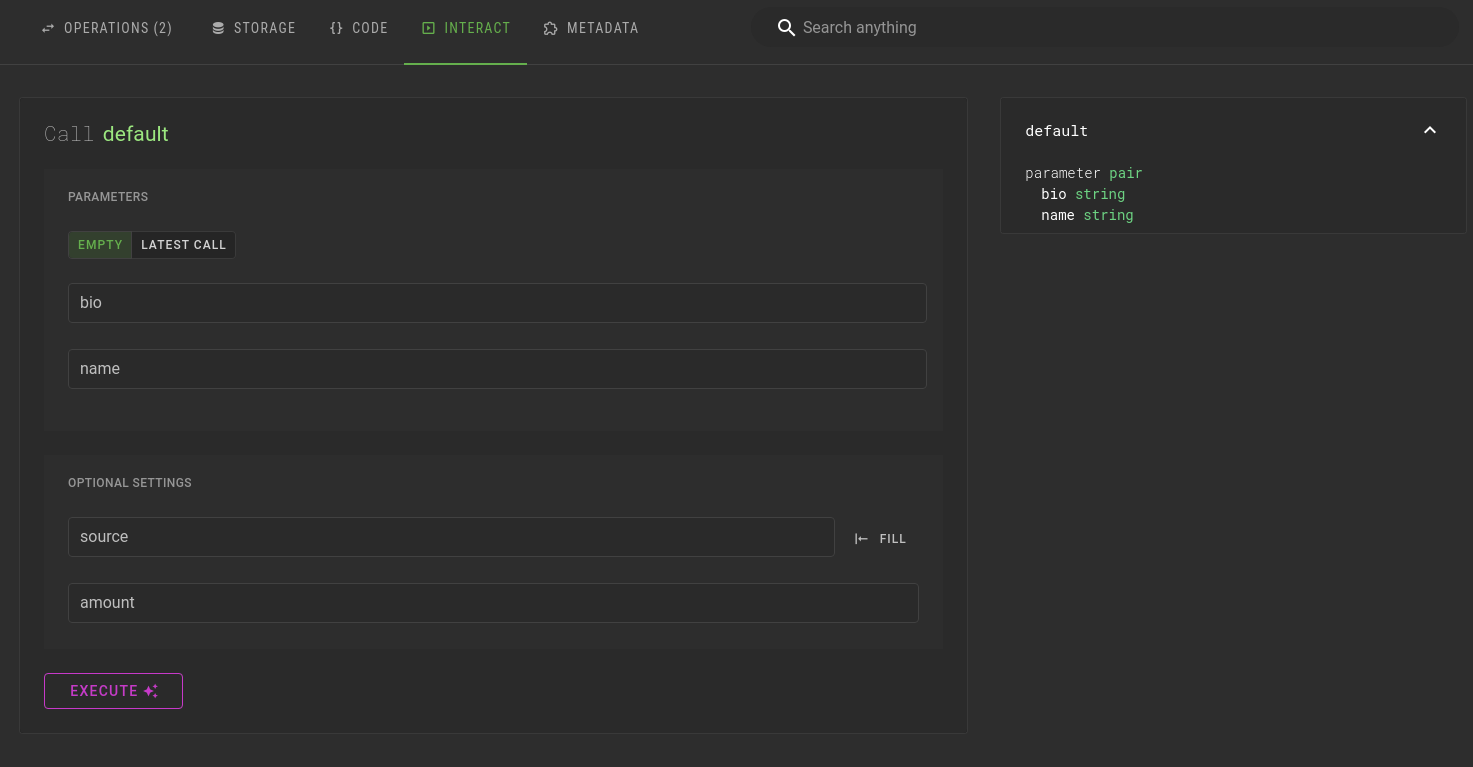 OPERATIONS (2) STORAGE {} CODE INTERACT METADATA Search anything
Call default
PARAMETERS
EMPTY LATEST CALL
bio
name
OPTIONAL SETTINGS
source FILL
amount
EXECUTE
default
parameter pair
bio string
name string